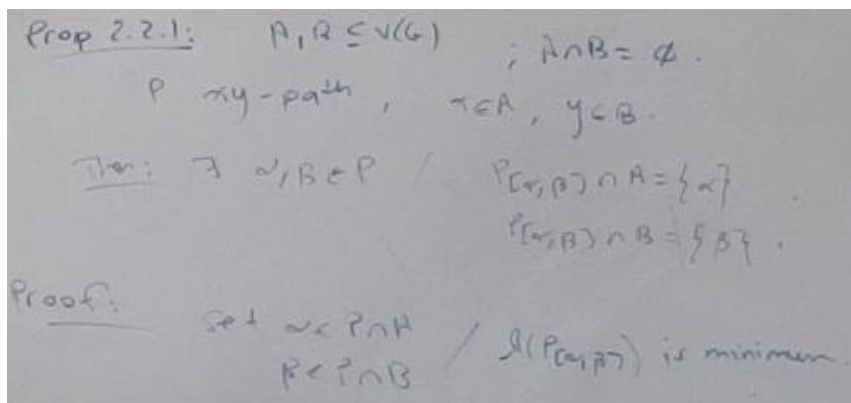 Prop 2.2.1: A, B ⊆ V(G) ; A∩B = ∅.
P xy-path, x∈A, y∈B.
Then: ∃ α, β ∈ P / P[α,β] ∩ A = {α}
P[α,β] ∩ B = {β}.
Proof:
Set α ∈ P∩A
β ∈ P∩B / l(P[α,β]) is minimum.